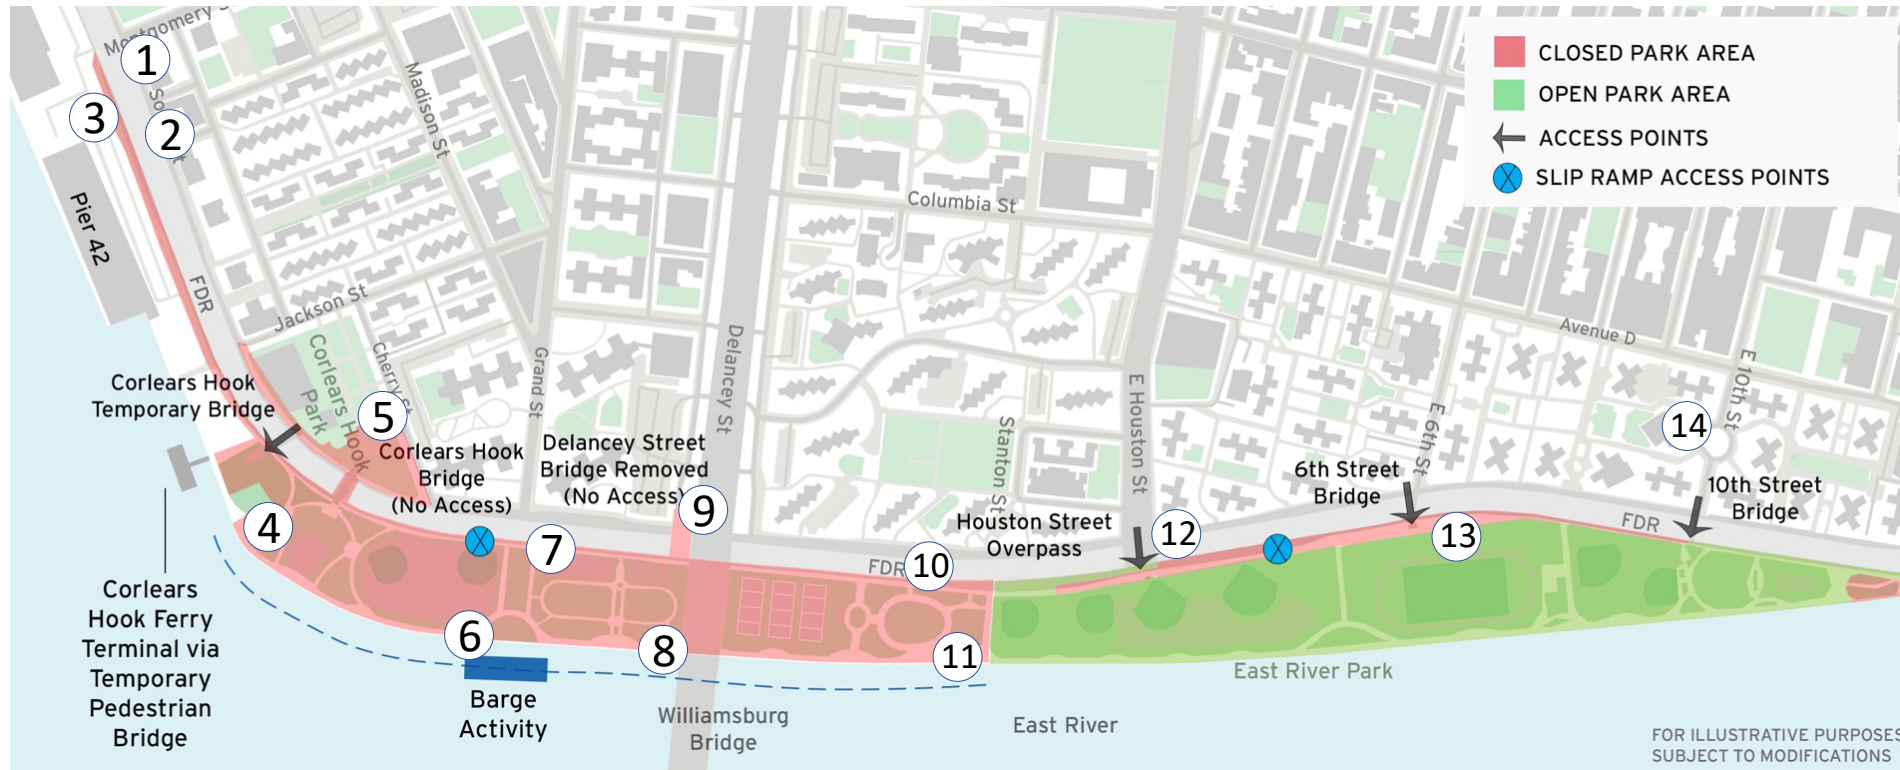 Montgomery S
1
So
t
2
3
Pier 42
Madison St
FDR
Jackson St
Corlears Hook
Park
Cherry St
Corlears Hook
Temporary Bridge
5
Corlears Hook
Bridge
(No Access)
Grand St
Delancey Street
Bridge Removed
(No Access)
Delancey St
9
Columbia St
4
7
6
8
Barge
Activity
Corlears
Hook Ferry
Terminal via
Temporary
Pedestrian
Bridge
Williamsburg
Bridge
FDR
10
11
Stanton St
Houston Street
Overpass
E Houston St
12
East River
6th Street
Bridge
E 6th St
13
East River Park
Avenue D
E 10th St
14
10th Street
Bridge
FDR
CLOSED PARK AREA
OPEN PARK AREA
ACCESS POINTS
SLIP RAMP ACCESS POINTS
FOR ILLUSTRATIVE PURPOSES
SUBJECT TO MODIFICATIONS